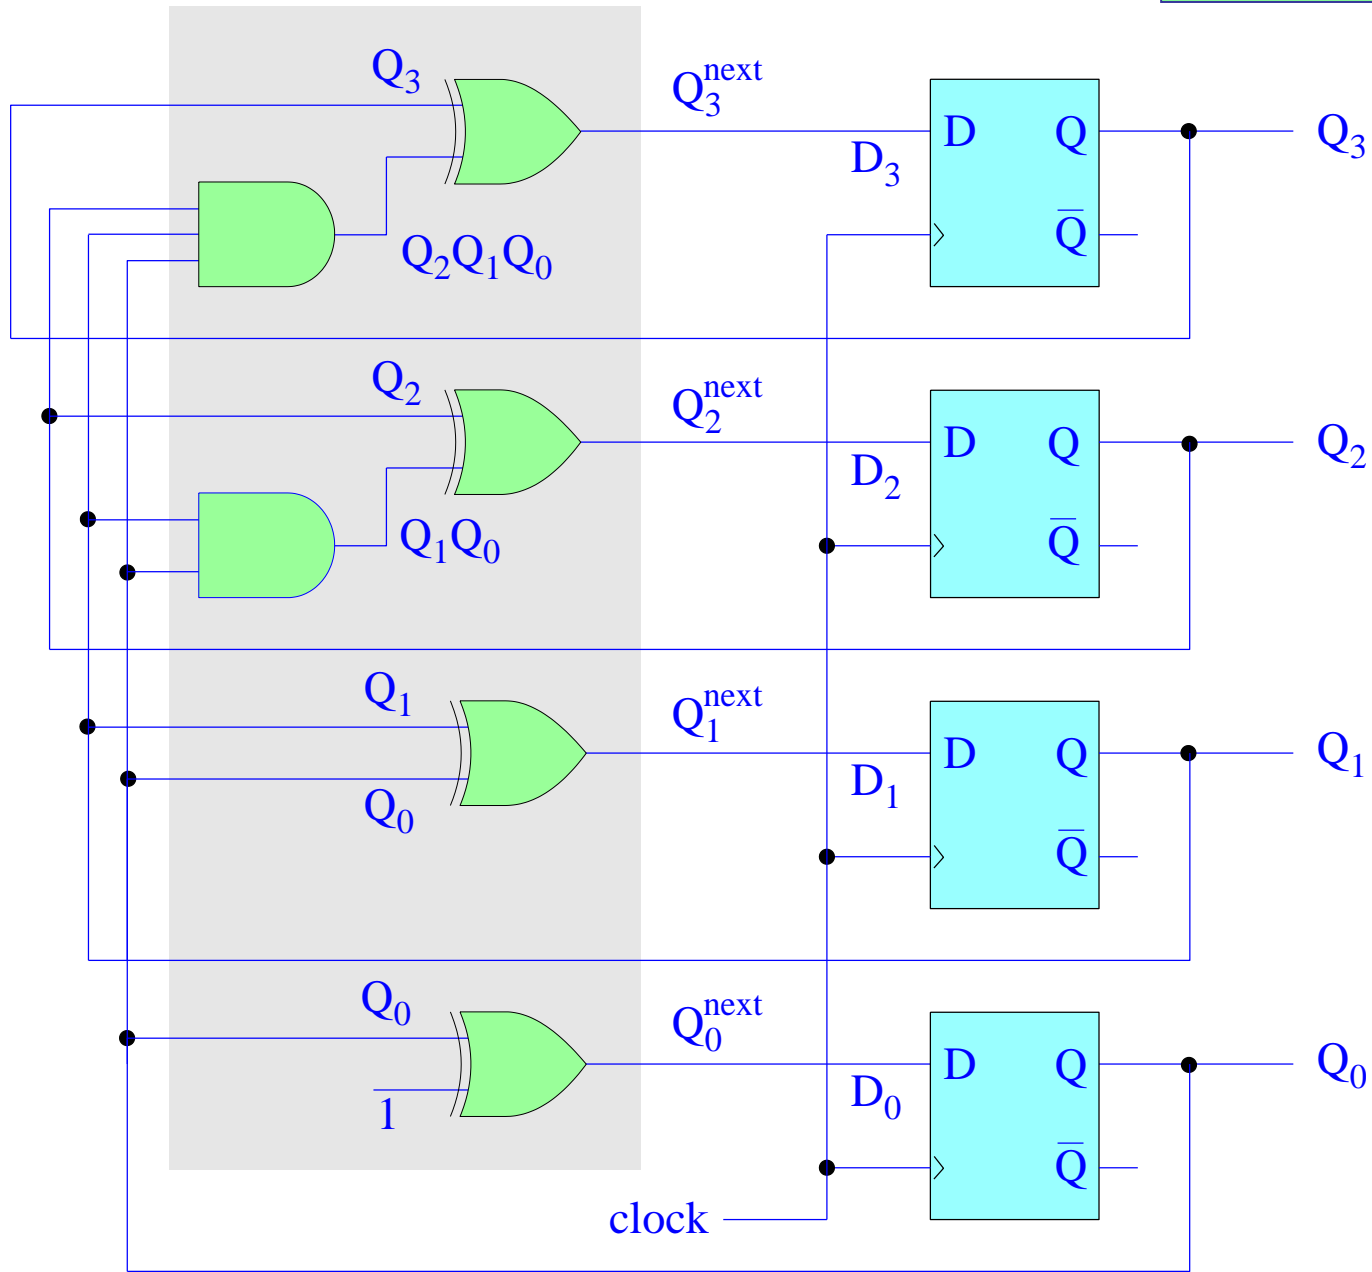 Q₃ Q₃ⁿᵉˣᵗ D Q Q₃
D₃
Q₂Q₁Q₀ Q̅
Q₂ Q₂ⁿᵉˣᵗ D Q Q₂
D₂
Q₁Q₀ Q̅
Q₁ Q₁ⁿᵉˣᵗ D Q Q₁
D₁
Q₀ Q̅
Q₀ Q₀ⁿᵉˣᵗ D Q Q₀
1 D₀
Q̅
clock